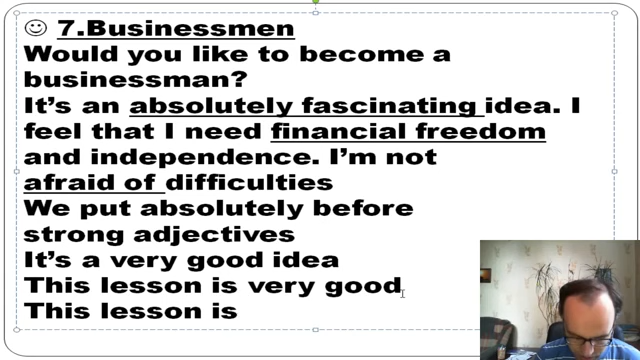 ☺ 7.Businessmen
Would you like to become a
businessman?
It’s an absolutely fascinating idea. I
feel that I need financial freedom
and independence. I’m not
afraid of difficulties
We put absolutely before
strong adjectives
It’s a very good idea
This lesson is very good
This lesson is